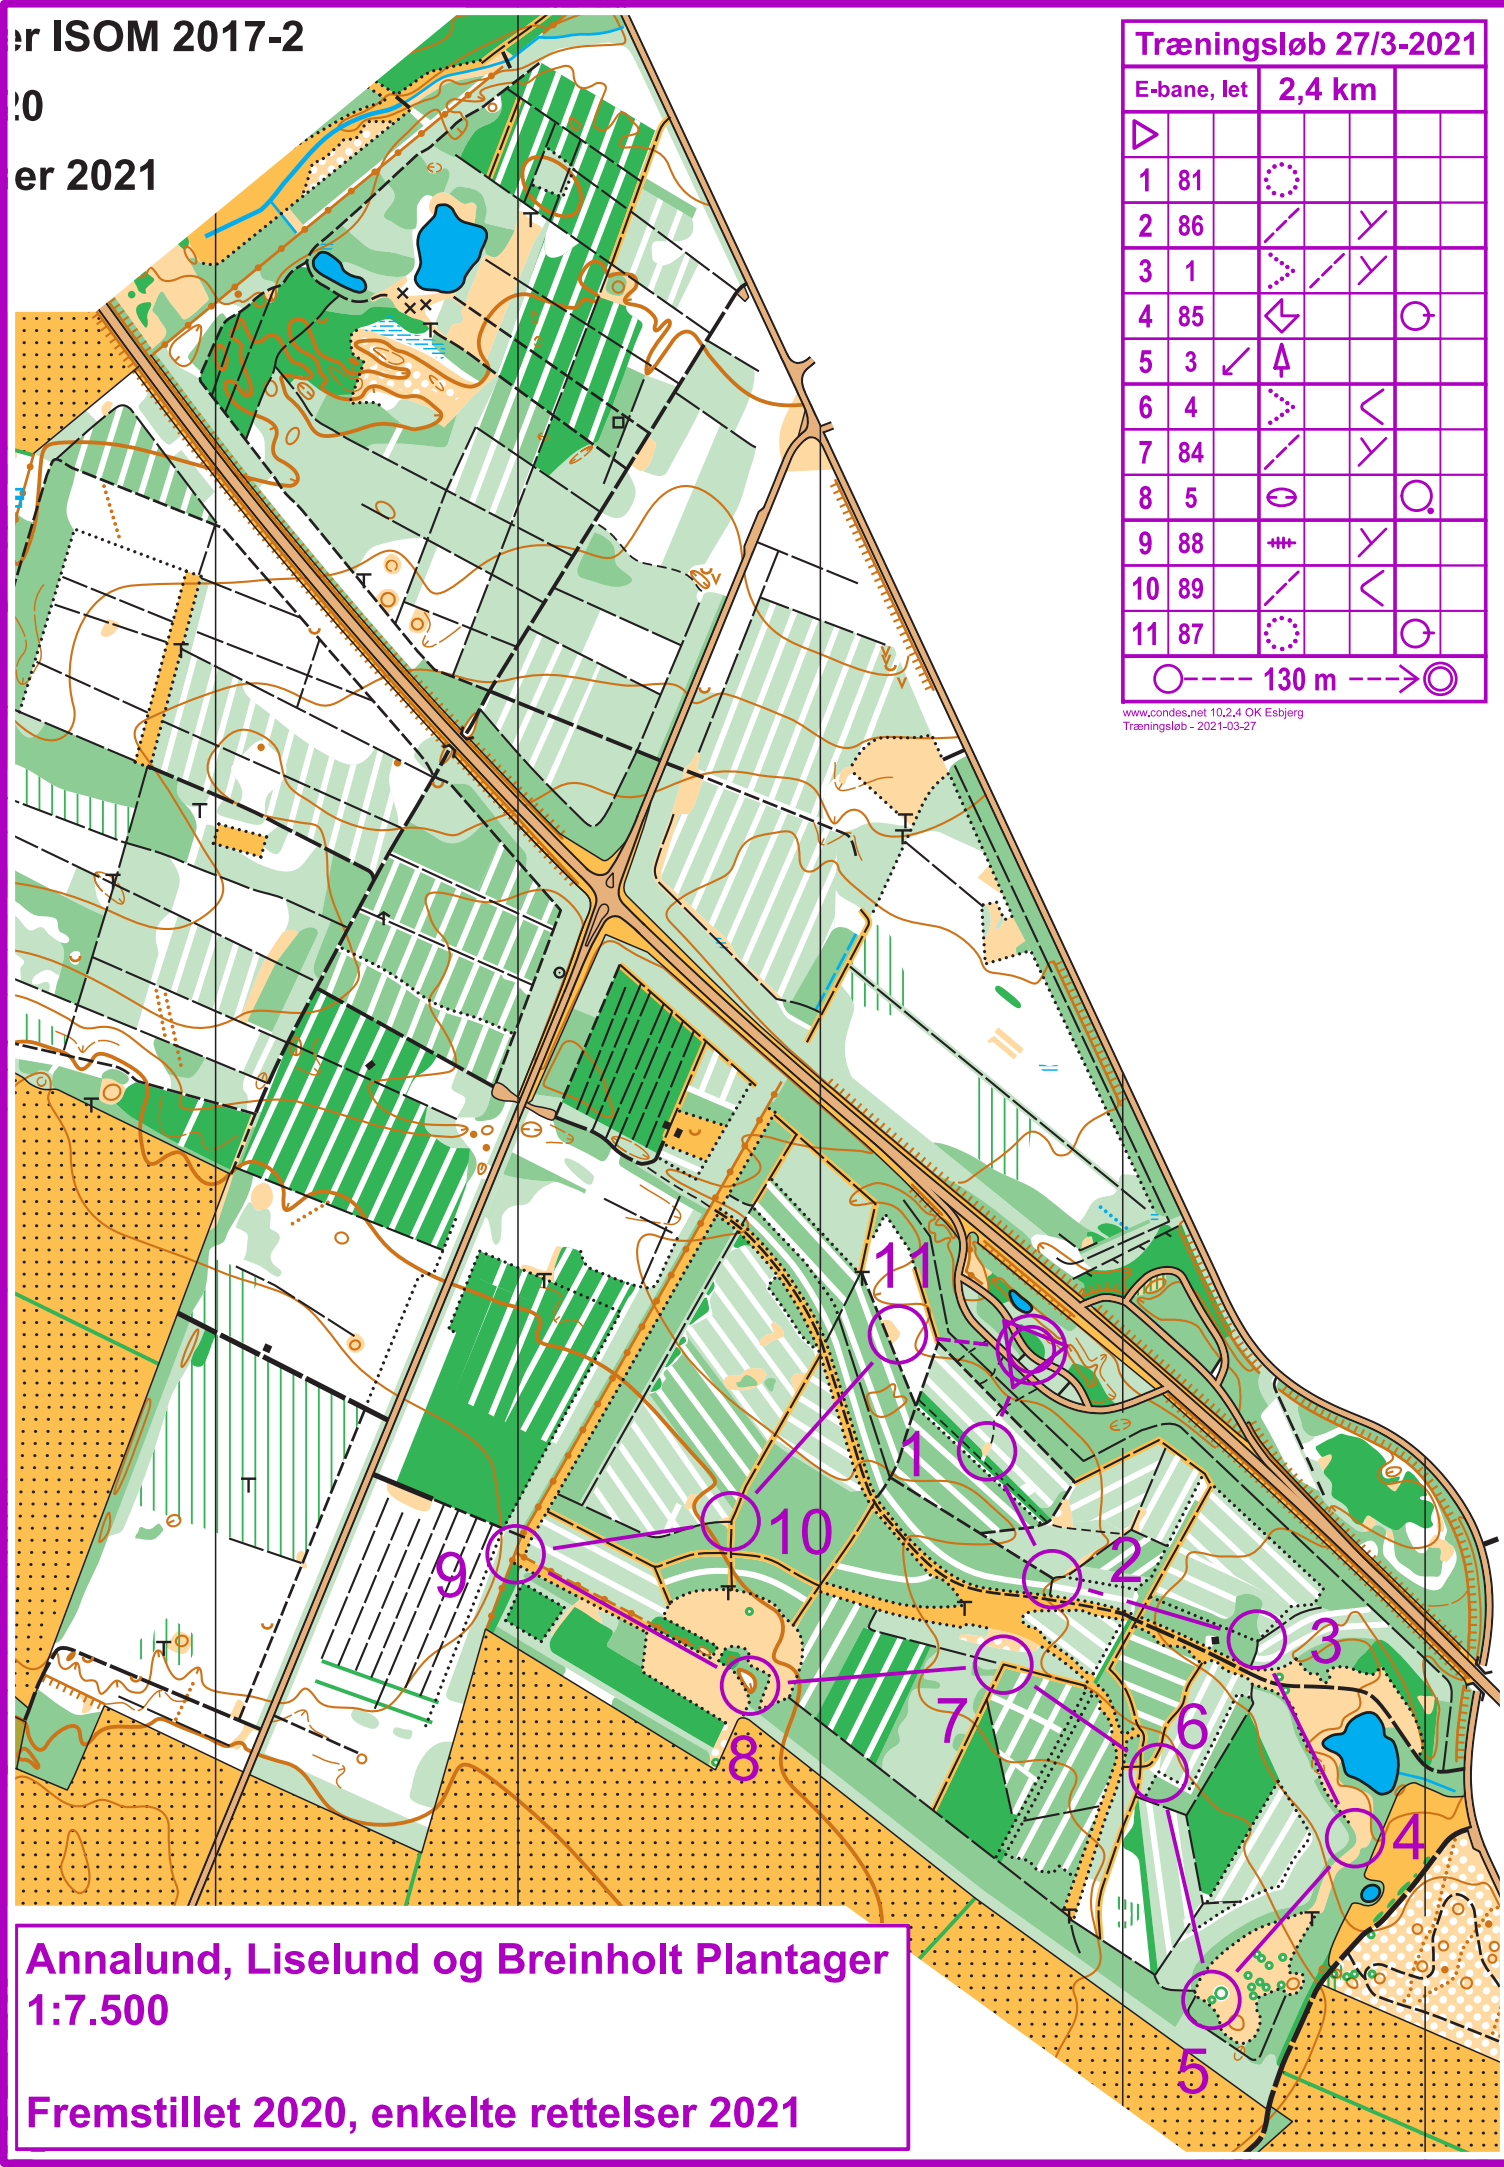 er ISOM 2017-2
20
er 2021
Træningsløb 27/3-2021
E-bane, let 2,4 km
1 81
2 86
3 1
4 85
5 3
6 4
7 84
8 5
9 88
10 89
11 87
130 m
www.condes.net 10.2.4 OK Esbjerg
Træningsløb - 2021-03-27
11
1
10
2
9
3
7
6
8
4
5
Annalund, Liselund og Breinholt Plantager
1:7.500
Fremstillet 2020, enkelte rettelser 2021